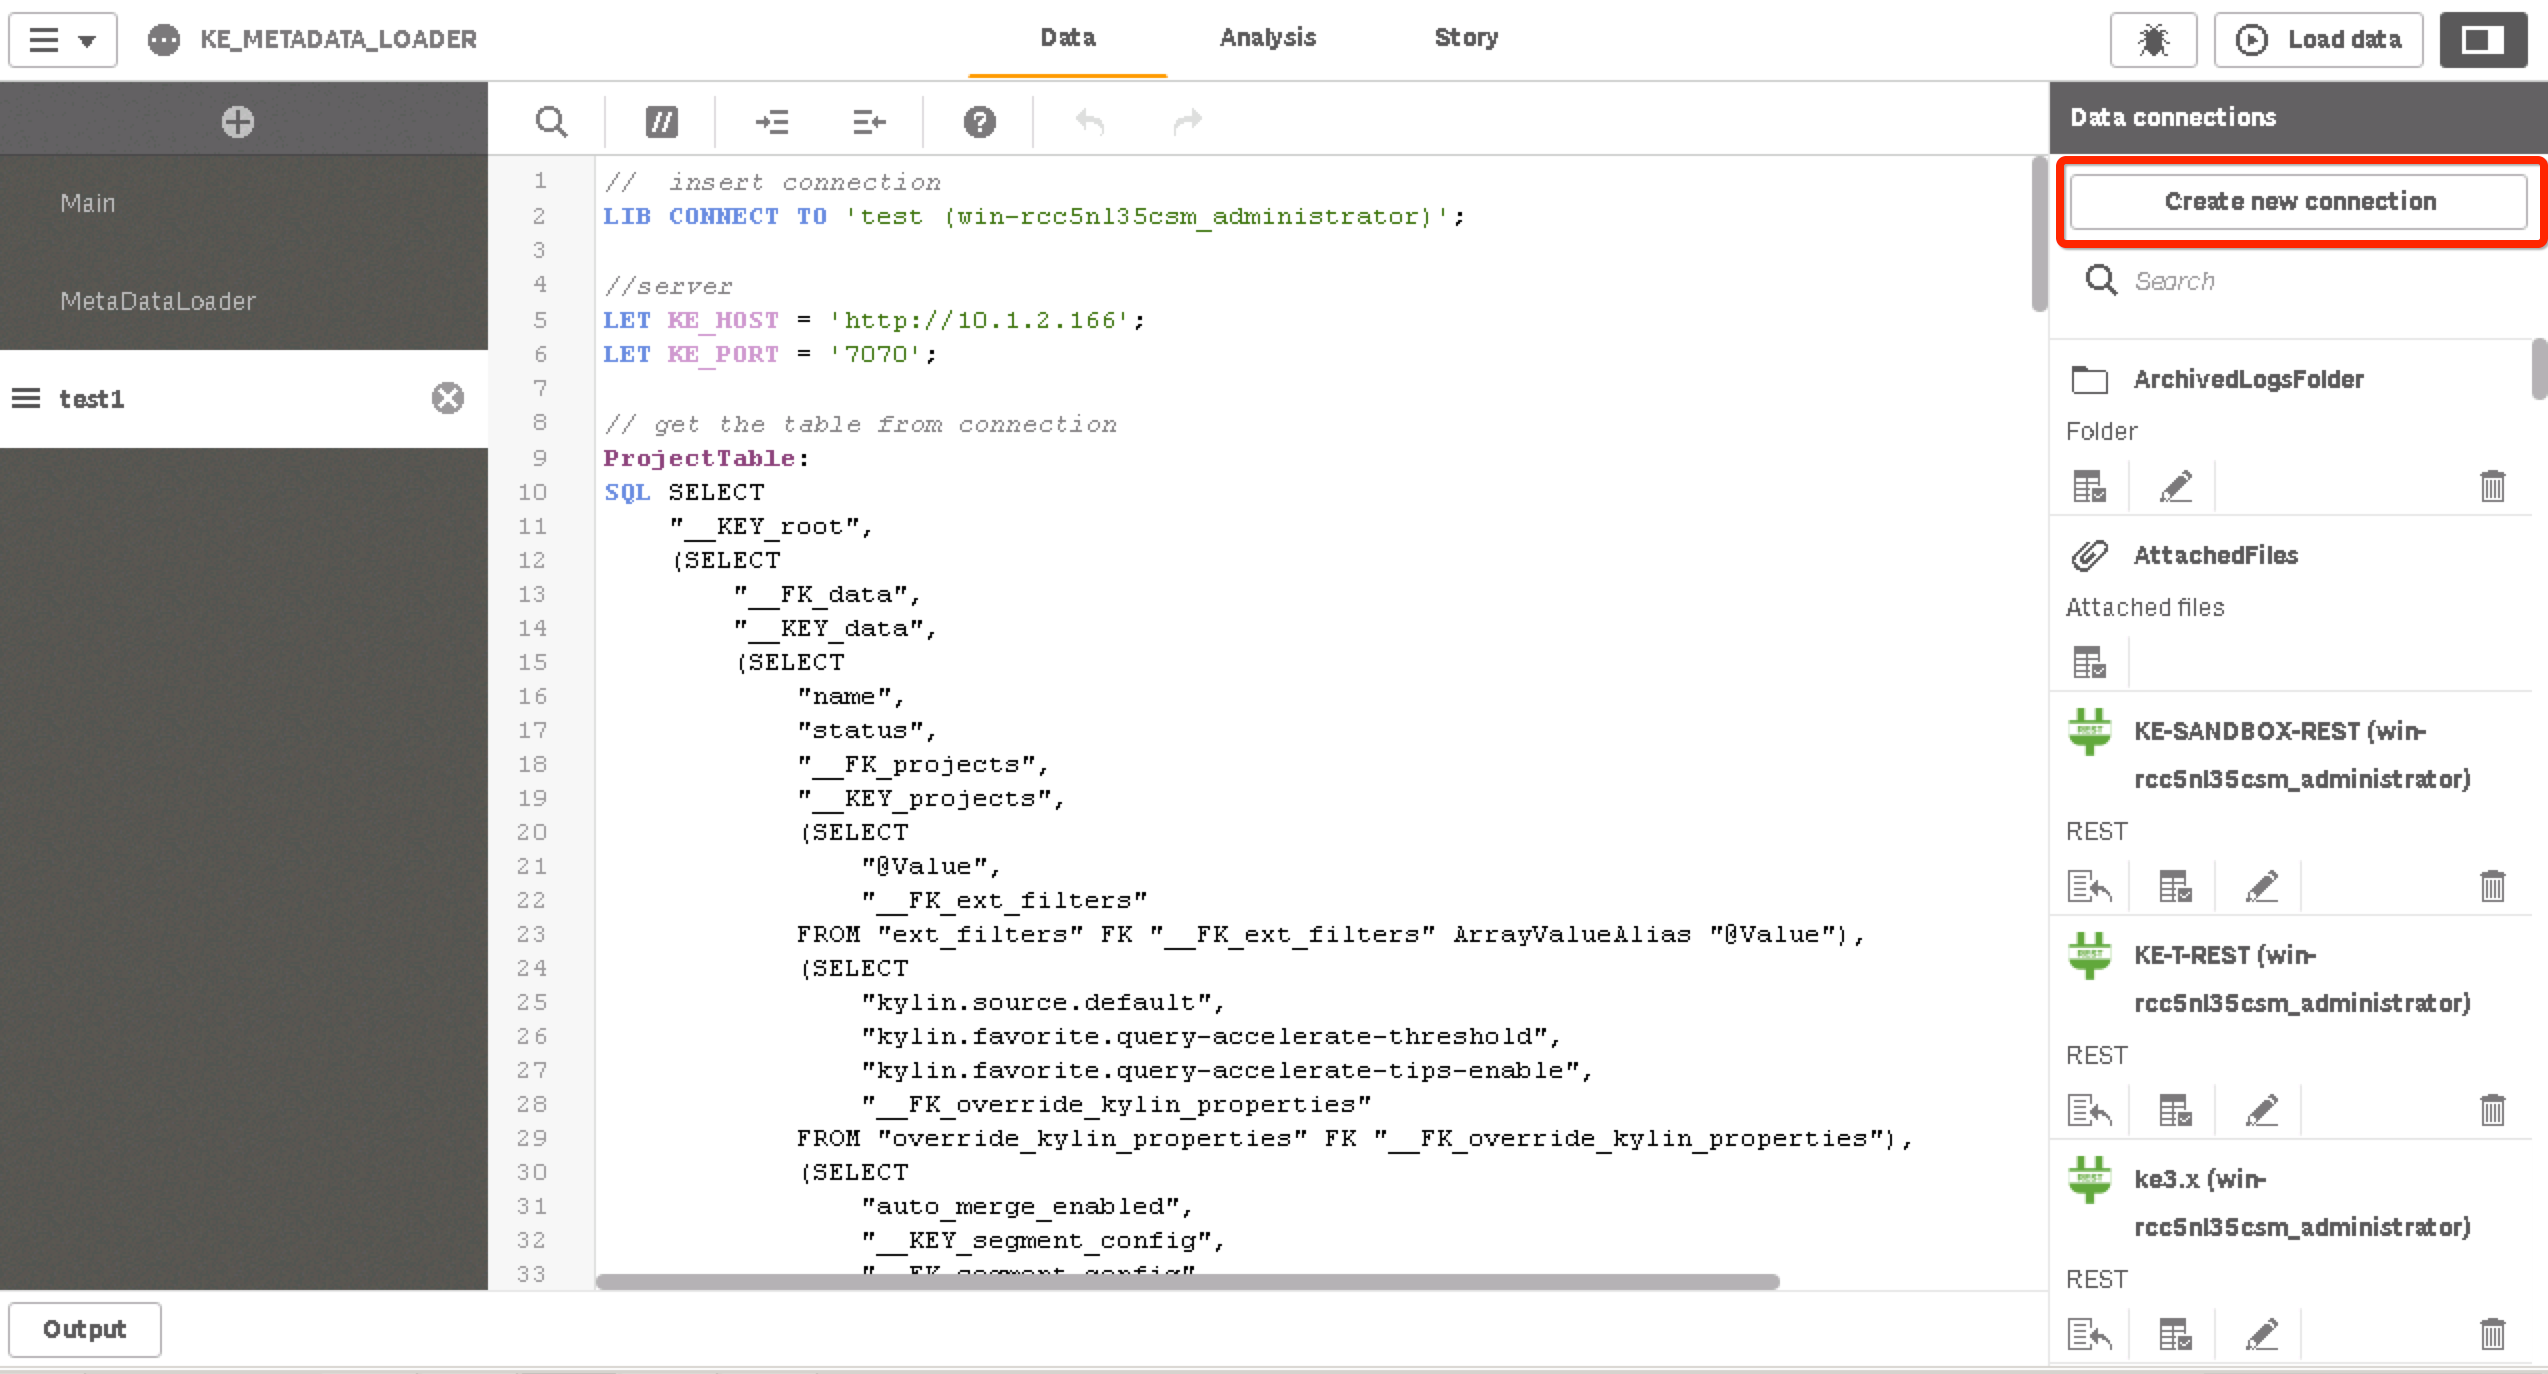 KE_METADATA_LOADER
Data
Analysis
Story
Load data
Main
MetaDataLoader
test1
1 // insert connection
2 LIB CONNECT TO 'test (win-rcc5nl35csm_administrator)';
3
4 //server
5 LET KE_HOST = 'http://10.1.2.166';
6 LET KE_PORT = '7070';
7
8 // get the table from connection
9 ProjectTable:
10 SQL SELECT
11 "__KEY_root",
12 (SELECT
13 "__FK_data",
14 "__KEY_data",
15 (SELECT
16 "name",
17 "status",
18 "__FK_projects",
19 "__KEY_projects",
20 (SELECT
21 "@Value",
22 "__FK_ext_filters"
23 FROM "ext_filters" FK "__FK_ext_filters" ArrayValueAlias "@Value"),
24 (SELECT
25 "kylin.source.default",
26 "kylin.favorite.query-accelerate-threshold",
27 "kylin.favorite.query-accelerate-tips-enable",
28 "__FK_override_kylin_properties"
29 FROM "override_kylin_properties" FK "__FK_override_kylin_properties"),
30 (SELECT
31 "auto_merge_enabled",
32 "__KEY_segment_config",
33 "__FK_segment_config"
Output
Data connections
Create new connection
Search
ArchivedLogsFolder
Folder
AttachedFiles
Attached files
KE-SANDBOX-REST (win-
rcc5nl35csm_administrator)
REST
KE-T-REST (win-
rcc5nl35csm_administrator)
REST
ke3.x (win-
rcc5nl35csm_administrator)
REST